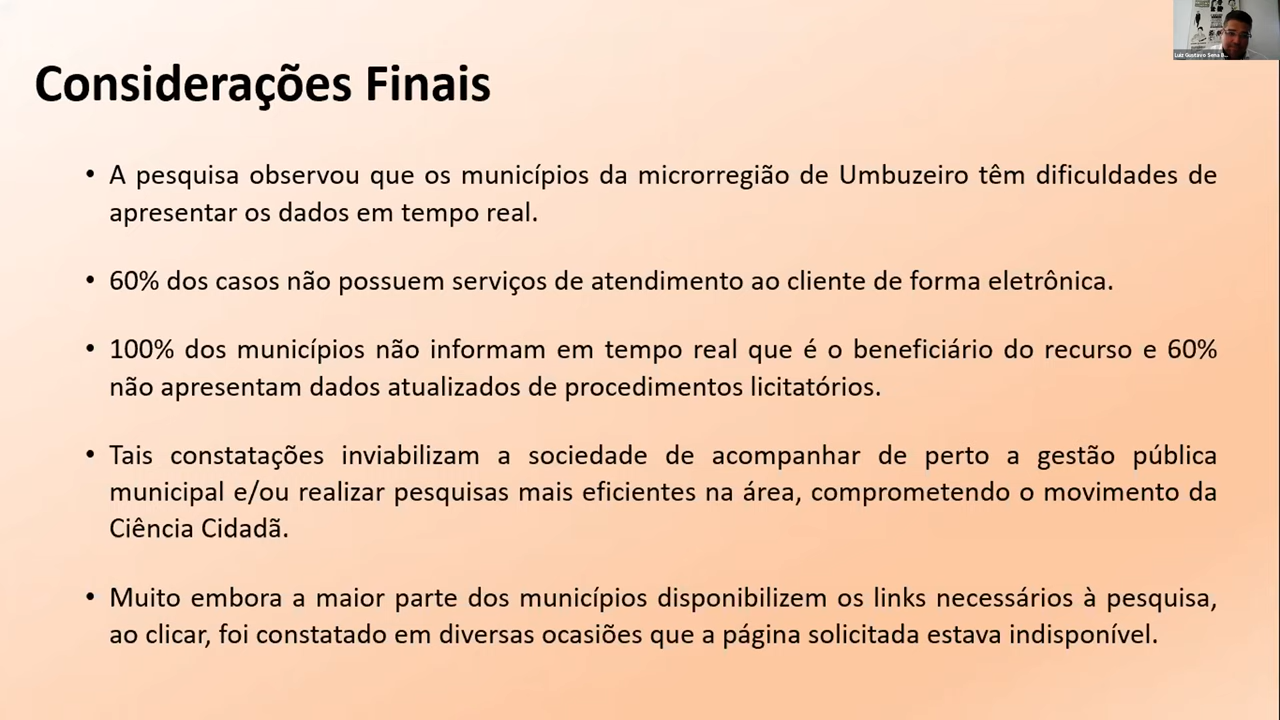 Luiz Gustavo Sena B...
Considerações Finais
• A pesquisa observou que os municípios da microrregião de Umbuzeiro têm dificuldades de
apresentar os dados em tempo real.
• 60% dos casos não possuem serviços de atendimento ao cliente de forma eletrônica.
• 100% dos municípios não informam em tempo real que é o beneficiário do recurso e 60%
não apresentam dados atualizados de procedimentos licitatórios.
• Tais constatações inviabilizam a sociedade de acompanhar de perto a gestão pública
municipal e/ou realizar pesquisas mais eficientes na área, comprometendo o movimento da
Ciência Cidadã.
• Muito embora a maior parte dos municípios disponibilizem os links necessários à pesquisa,
ao clicar, foi constatado em diversas ocasiões que a página solicitada estava indisponível.